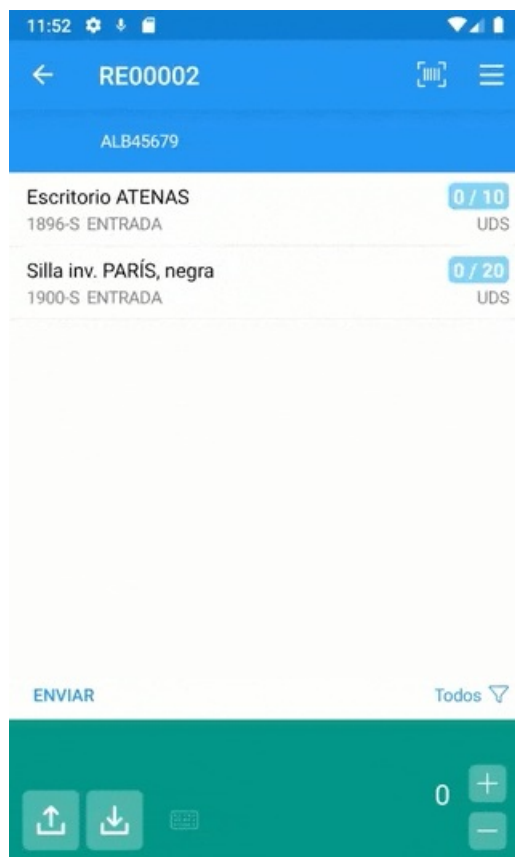 11:52
RE00002
ALB45679
Escritorio ATENAS 0 / 10
1896-S ENTRADA UDS
Silla inv. PARÍS, negra 0 / 20
1900-S ENTRADA UDS
ENVIAR Todos
0